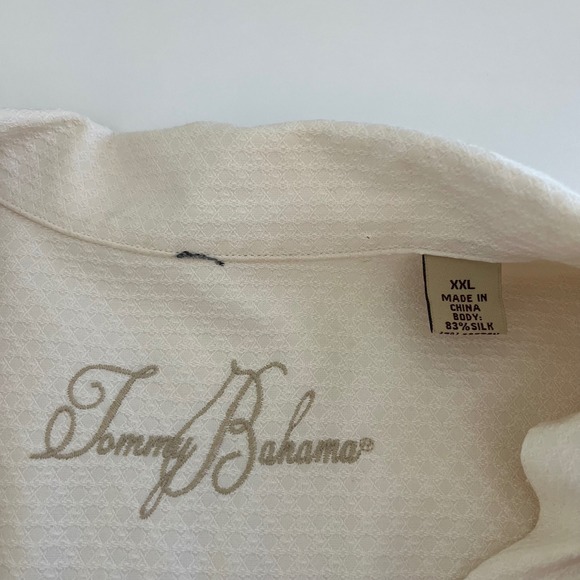 XXL
MADE IN
CHINA
BODY:
83% SILK
Tommy Bahama®